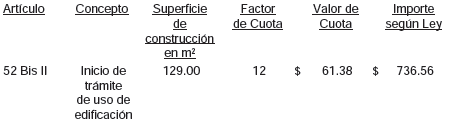 Artículo Concepto Superficie Factor Valor de Importe
de de Cuota Cuota según Ley
construcción
en m²
52 Bis II Inicio de 129.00 12 $ 61.38 $ 736.56
trámite
de uso de
edificación